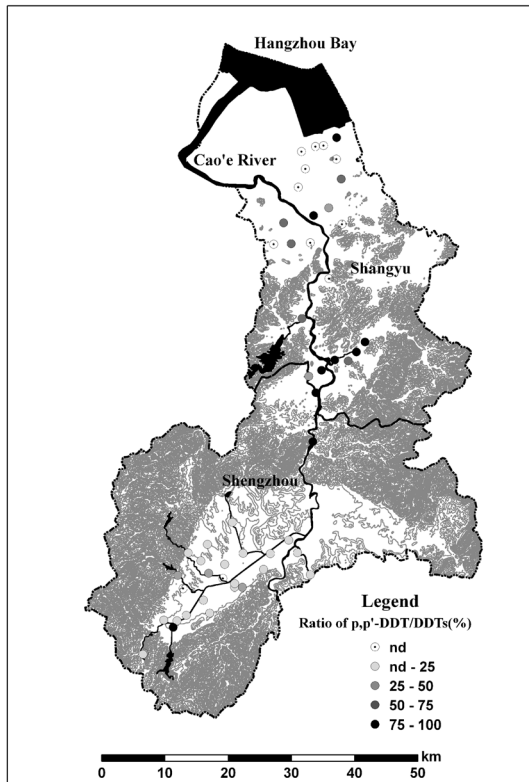 Hangzhou Bay
Cao'e River
Shangyu
Shengzhou
Legend
Ratio of p,p'-DDT/DDTs(%)
nd
nd - 25
25 - 50
50 - 75
75 - 100
km
0 10 20 30 40 50